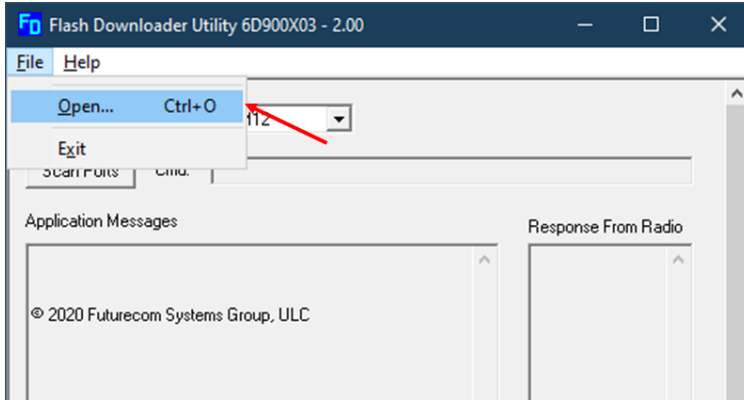 FD Flash Downloader Utility 6D900X03 - 2.00
File Help
Open... Ctrl+O
Exit
Scan Ports Cmd:
Application Messages
Response From Radio
© 2020 Futurecom Systems Group, ULC